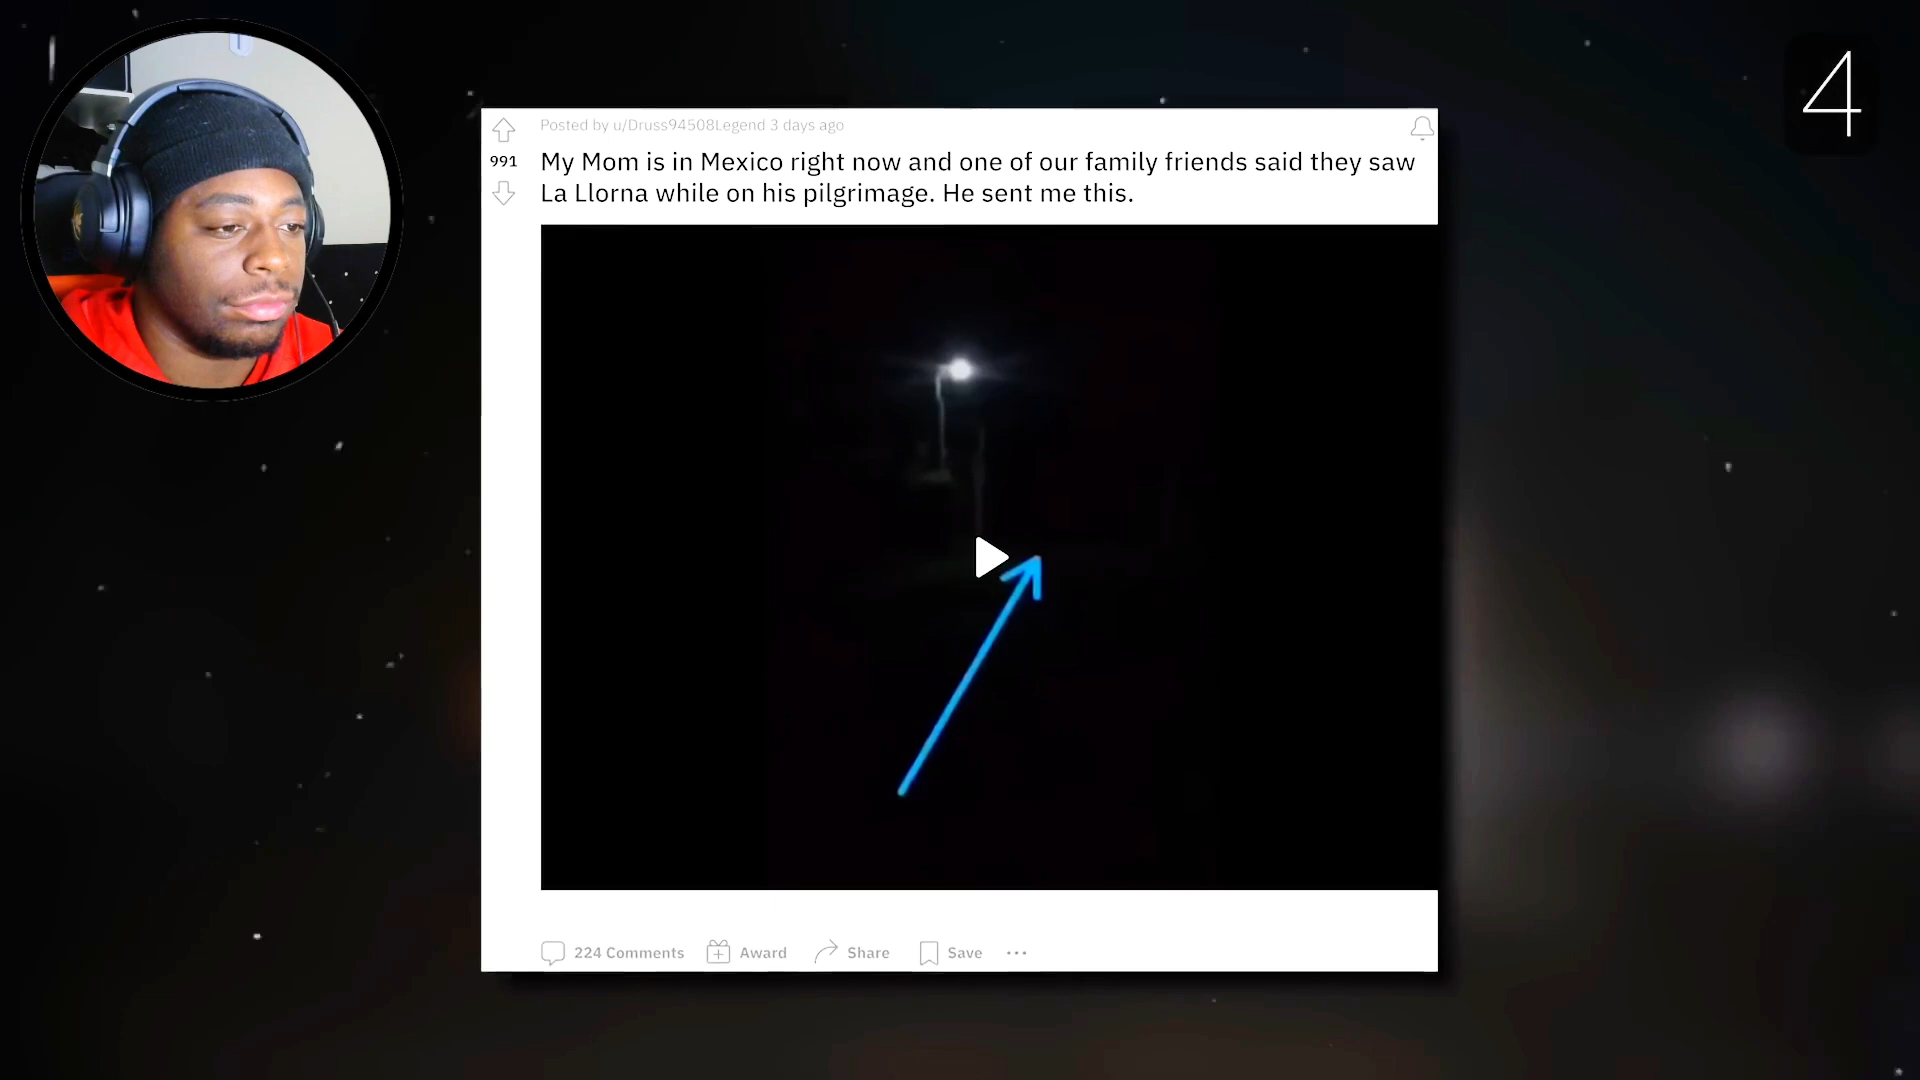 4
Posted by u/Druss94508Legend 3 days ago
991
My Mom is in Mexico right now and one of our family friends said they saw
La Llorna while on his pilgrimage. He sent me this.
224 Comments Award Share Save ...